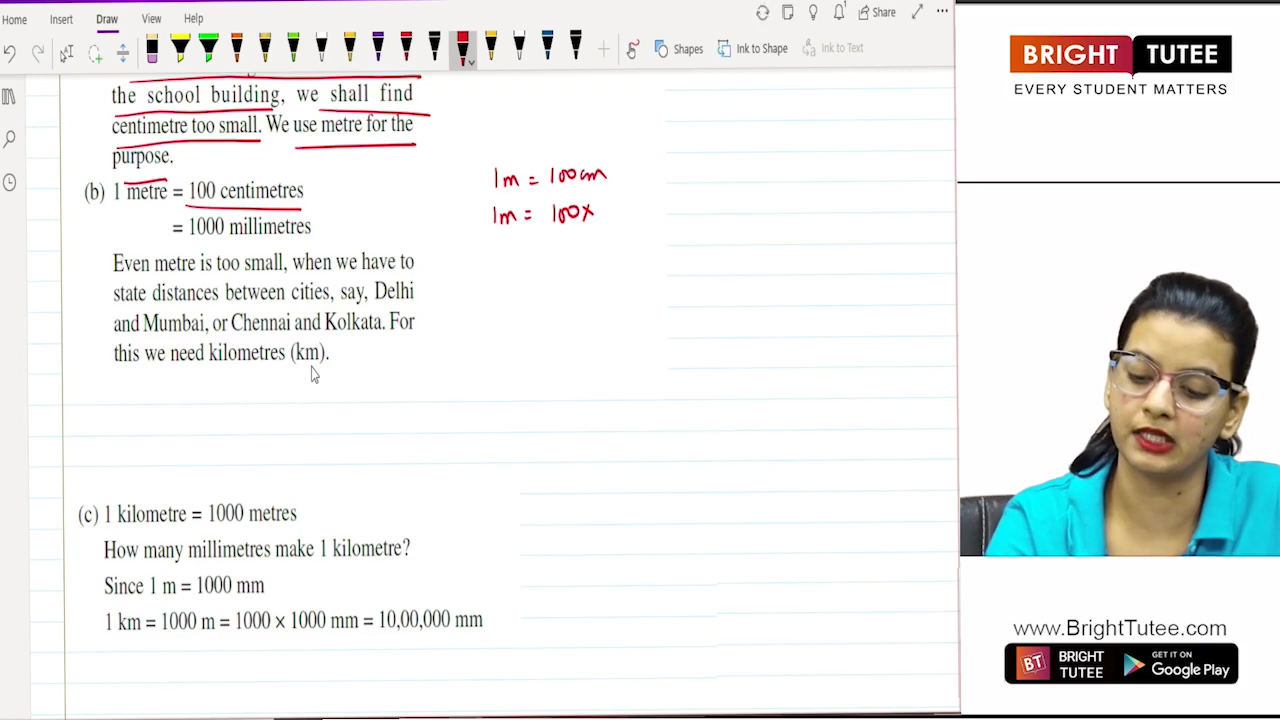 Home Insert Draw View Help Share
Shapes Ink to Shape Ink to Text
the school building, we shall find
centimetre too small. We use metre for the
purpose.
(b) 1 metre = 100 centimetres
= 1000 millimetres
1m = 100cm
1m = 100x
Even metre is too small, when we have to
state distances between cities, say, Delhi
and Mumbai, or Chennai and Kolkata. For
this we need kilometres (km).
(c) 1 kilometre = 1000 metres
How many millimetres make 1 kilometre?
Since 1 m = 1000 mm
1 km = 1000 m = 1000 × 1000 mm = 10,00,000 mm
BRIGHT TUTEE
EVERY STUDENT MATTERS
www.BrightTutee.com
BT BRIGHT TUTEE
GET IT ON
Google Play